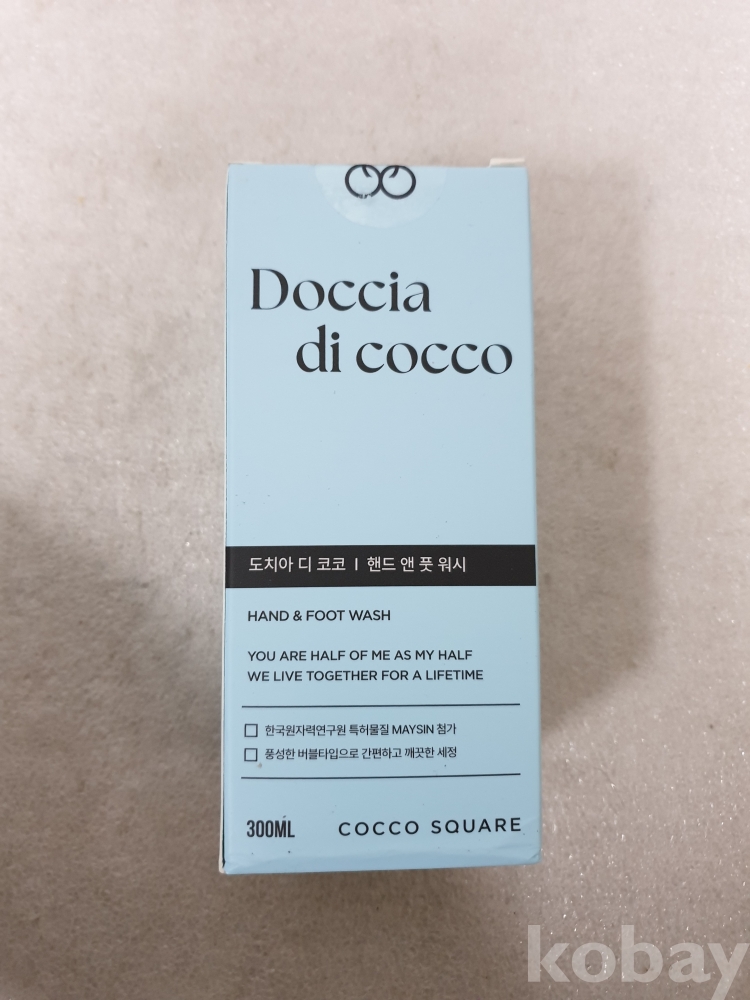 Doccia
di cocco
도치아 디 코코 I 핸드 앤 풋 워시
HAND & FOOT WASH
YOU ARE HALF OF ME AS MY HALF
WE LIVE TOGETHER FOR A LIFETIME
한국원자력연구원 특허물질 MAYSIN 첨가
풍성한 버블타입으로 간편하고 깨끗한 세정
300ML
COCCO SQUARE
kobay